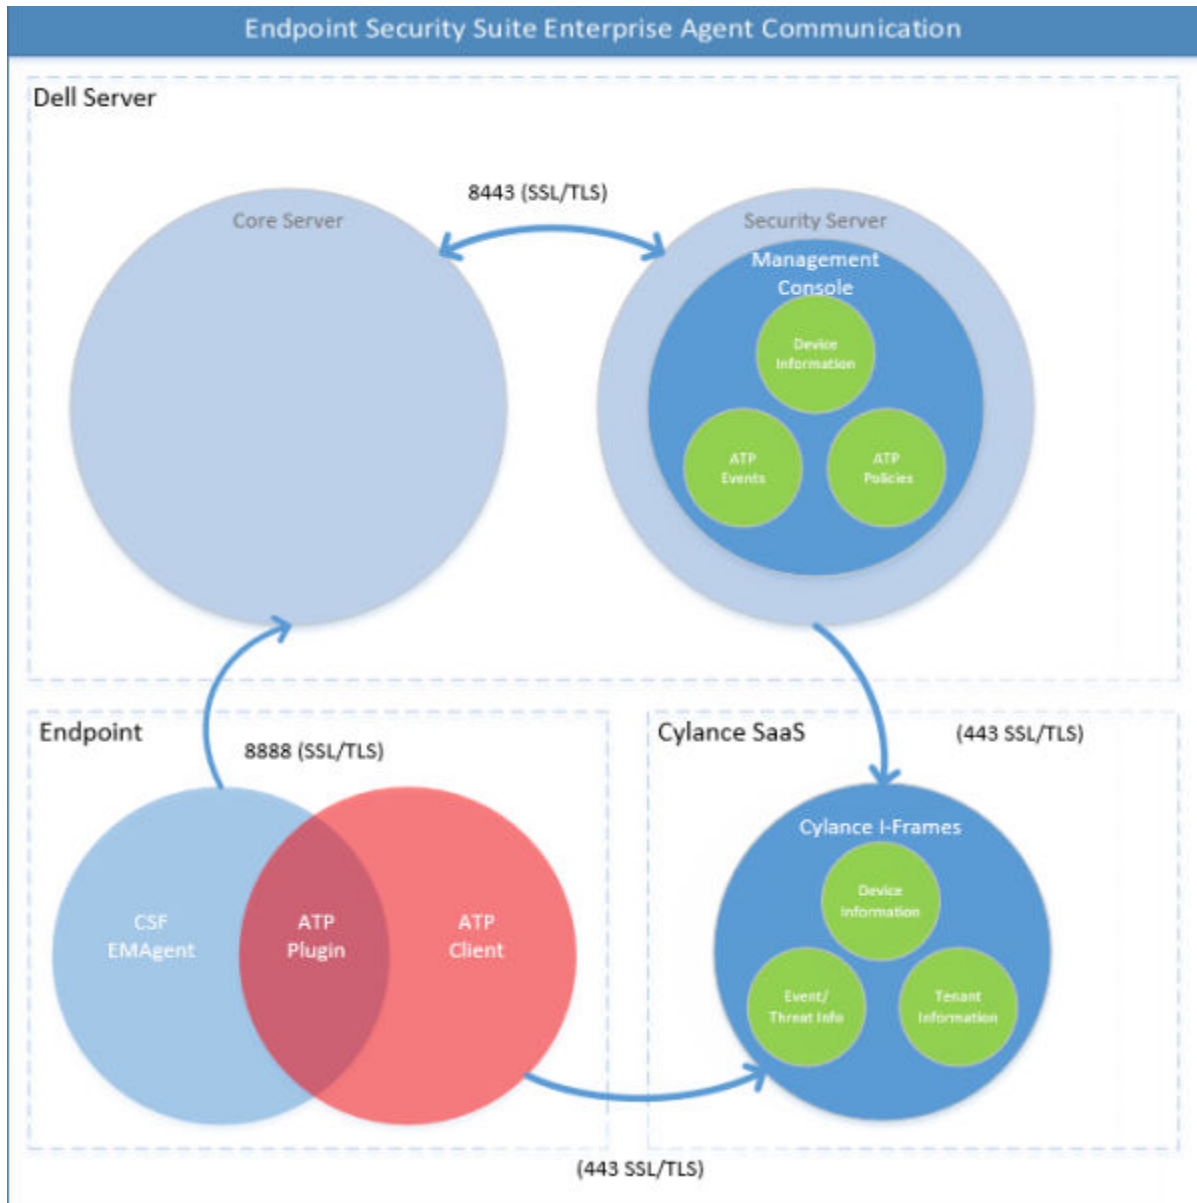 Endpoint Security Suite Enterprise Agent Communication
Dell Server
8443 (SSL/TLS)
Core Server
Security Server
Management
Console
Device
Information
ATP
Events
ATP
Policies
Endpoint
8888 (SSL/TLS)
CSF
EMAgent
ATP
Plugin
ATP
Client
Cylance SaaS
(443 SSL/TLS)
Cylance I-Frames
Device
Information
Event/
Threat Info
Tenant
Information
(443 SSL/TLS)